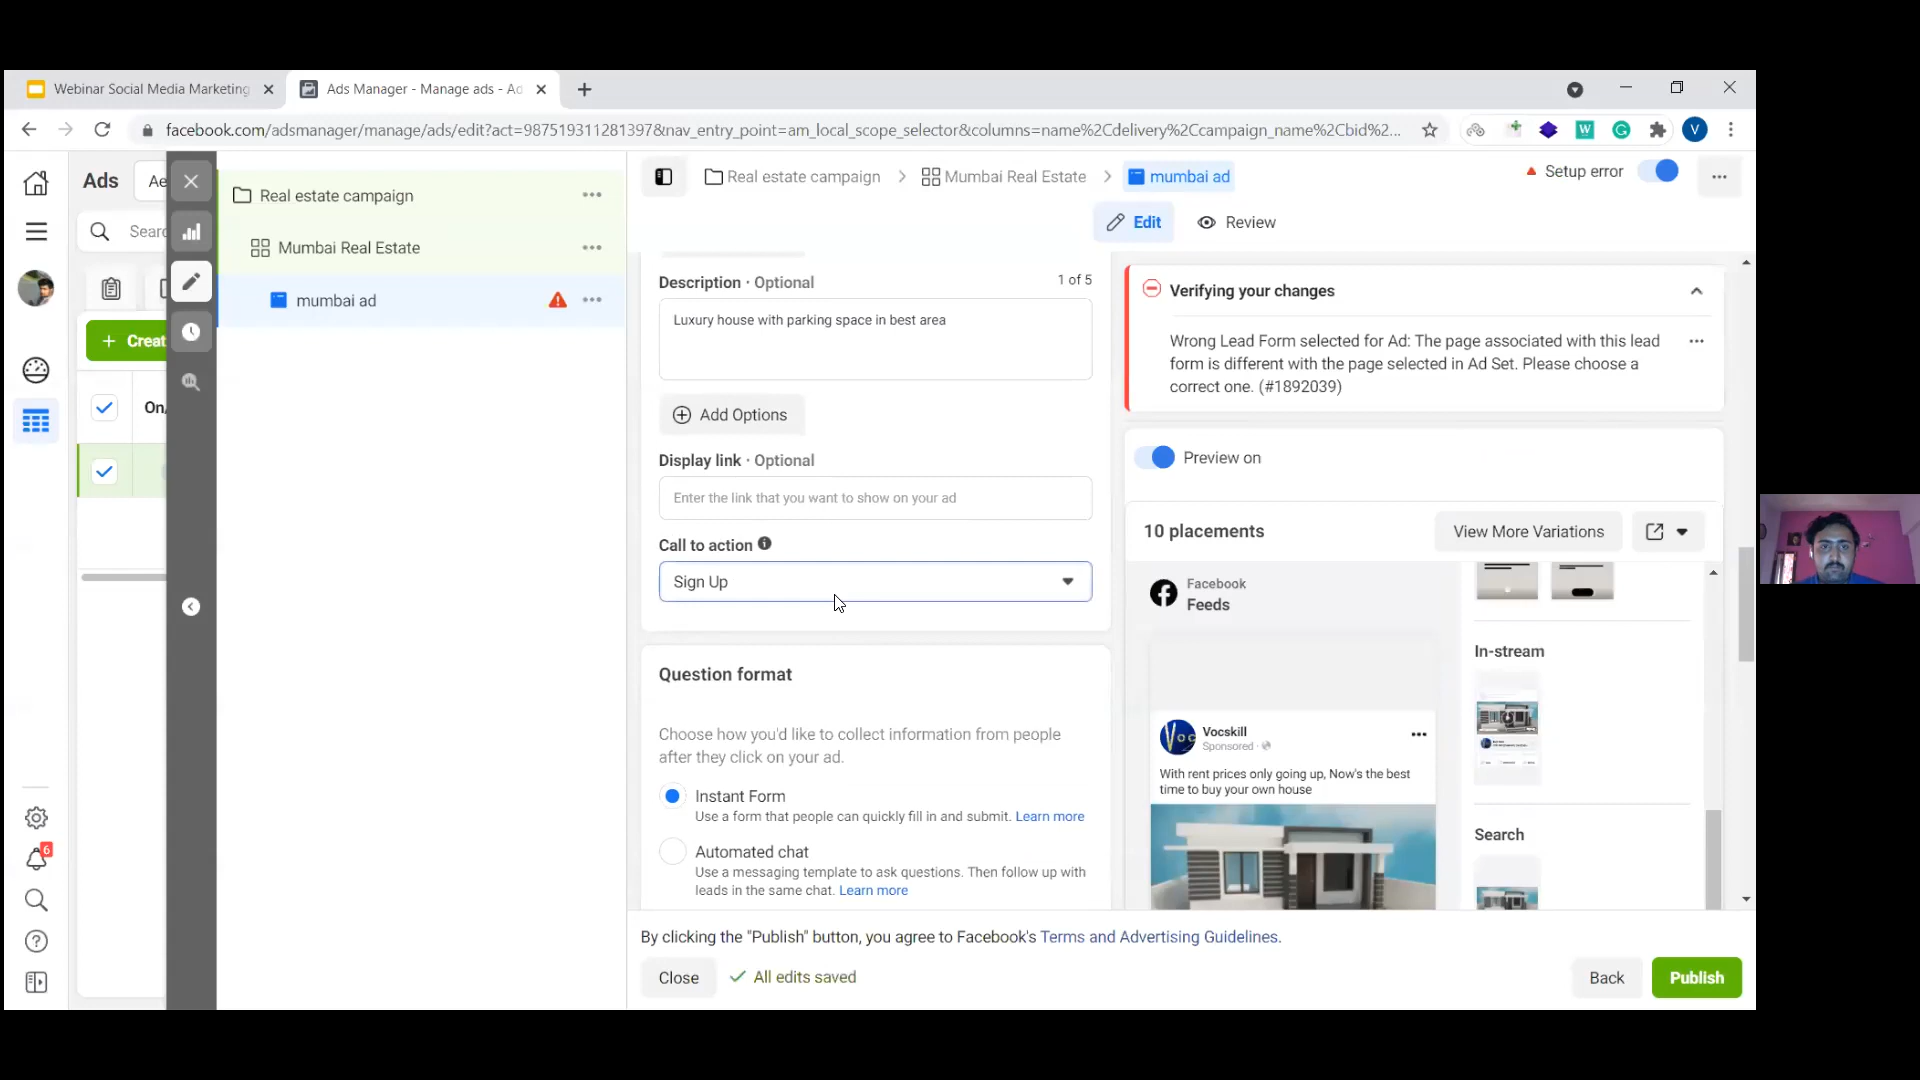 Webinar Social Media Marketing
Ads Manager - Manage ads - Ad
facebook.com/adsmanager/manage/ads/edit?act=987519311281397&nav_entry_point=am_local_scope_selector&columns=name%2Cdelivery%2Ccampaign_name%2Cbid%2...
W
G
V
Ads
Ae
Searc
+ Creat
On/
6
Real estate campaign
Mumbai Real Estate
mumbai ad
Real estate campaign > Mumbai Real Estate > mumbai ad
Setup error
Edit
Review
Description · Optional
1 of 5
Luxury house with parking space in best area
Add Options
Display link · Optional
Enter the link that you want to show on your ad
Call to action
Sign Up
Question format
Choose how you'd like to collect information from people
after they click on your ad.
Instant Form
Use a form that people can quickly fill in and submit. Learn more
Automated chat
Use a messaging template to ask questions. Then follow up with
leads in the same chat. Learn more
Verifying your changes
Wrong Lead Form selected for Ad: The page associated with this lead
form is different with the page selected in Ad Set. Please choose a
correct one. (#1892039)
Preview on
10 placements
View More Variations
Facebook
Feeds
Voc
Vocskill
Sponsored ·
With rent prices only going up, Now's the best
time to buy your own house
In-stream
Search
By clicking the "Publish" button, you agree to Facebook's Terms and Advertising Guidelines.
Close
All edits saved
Back
Publish